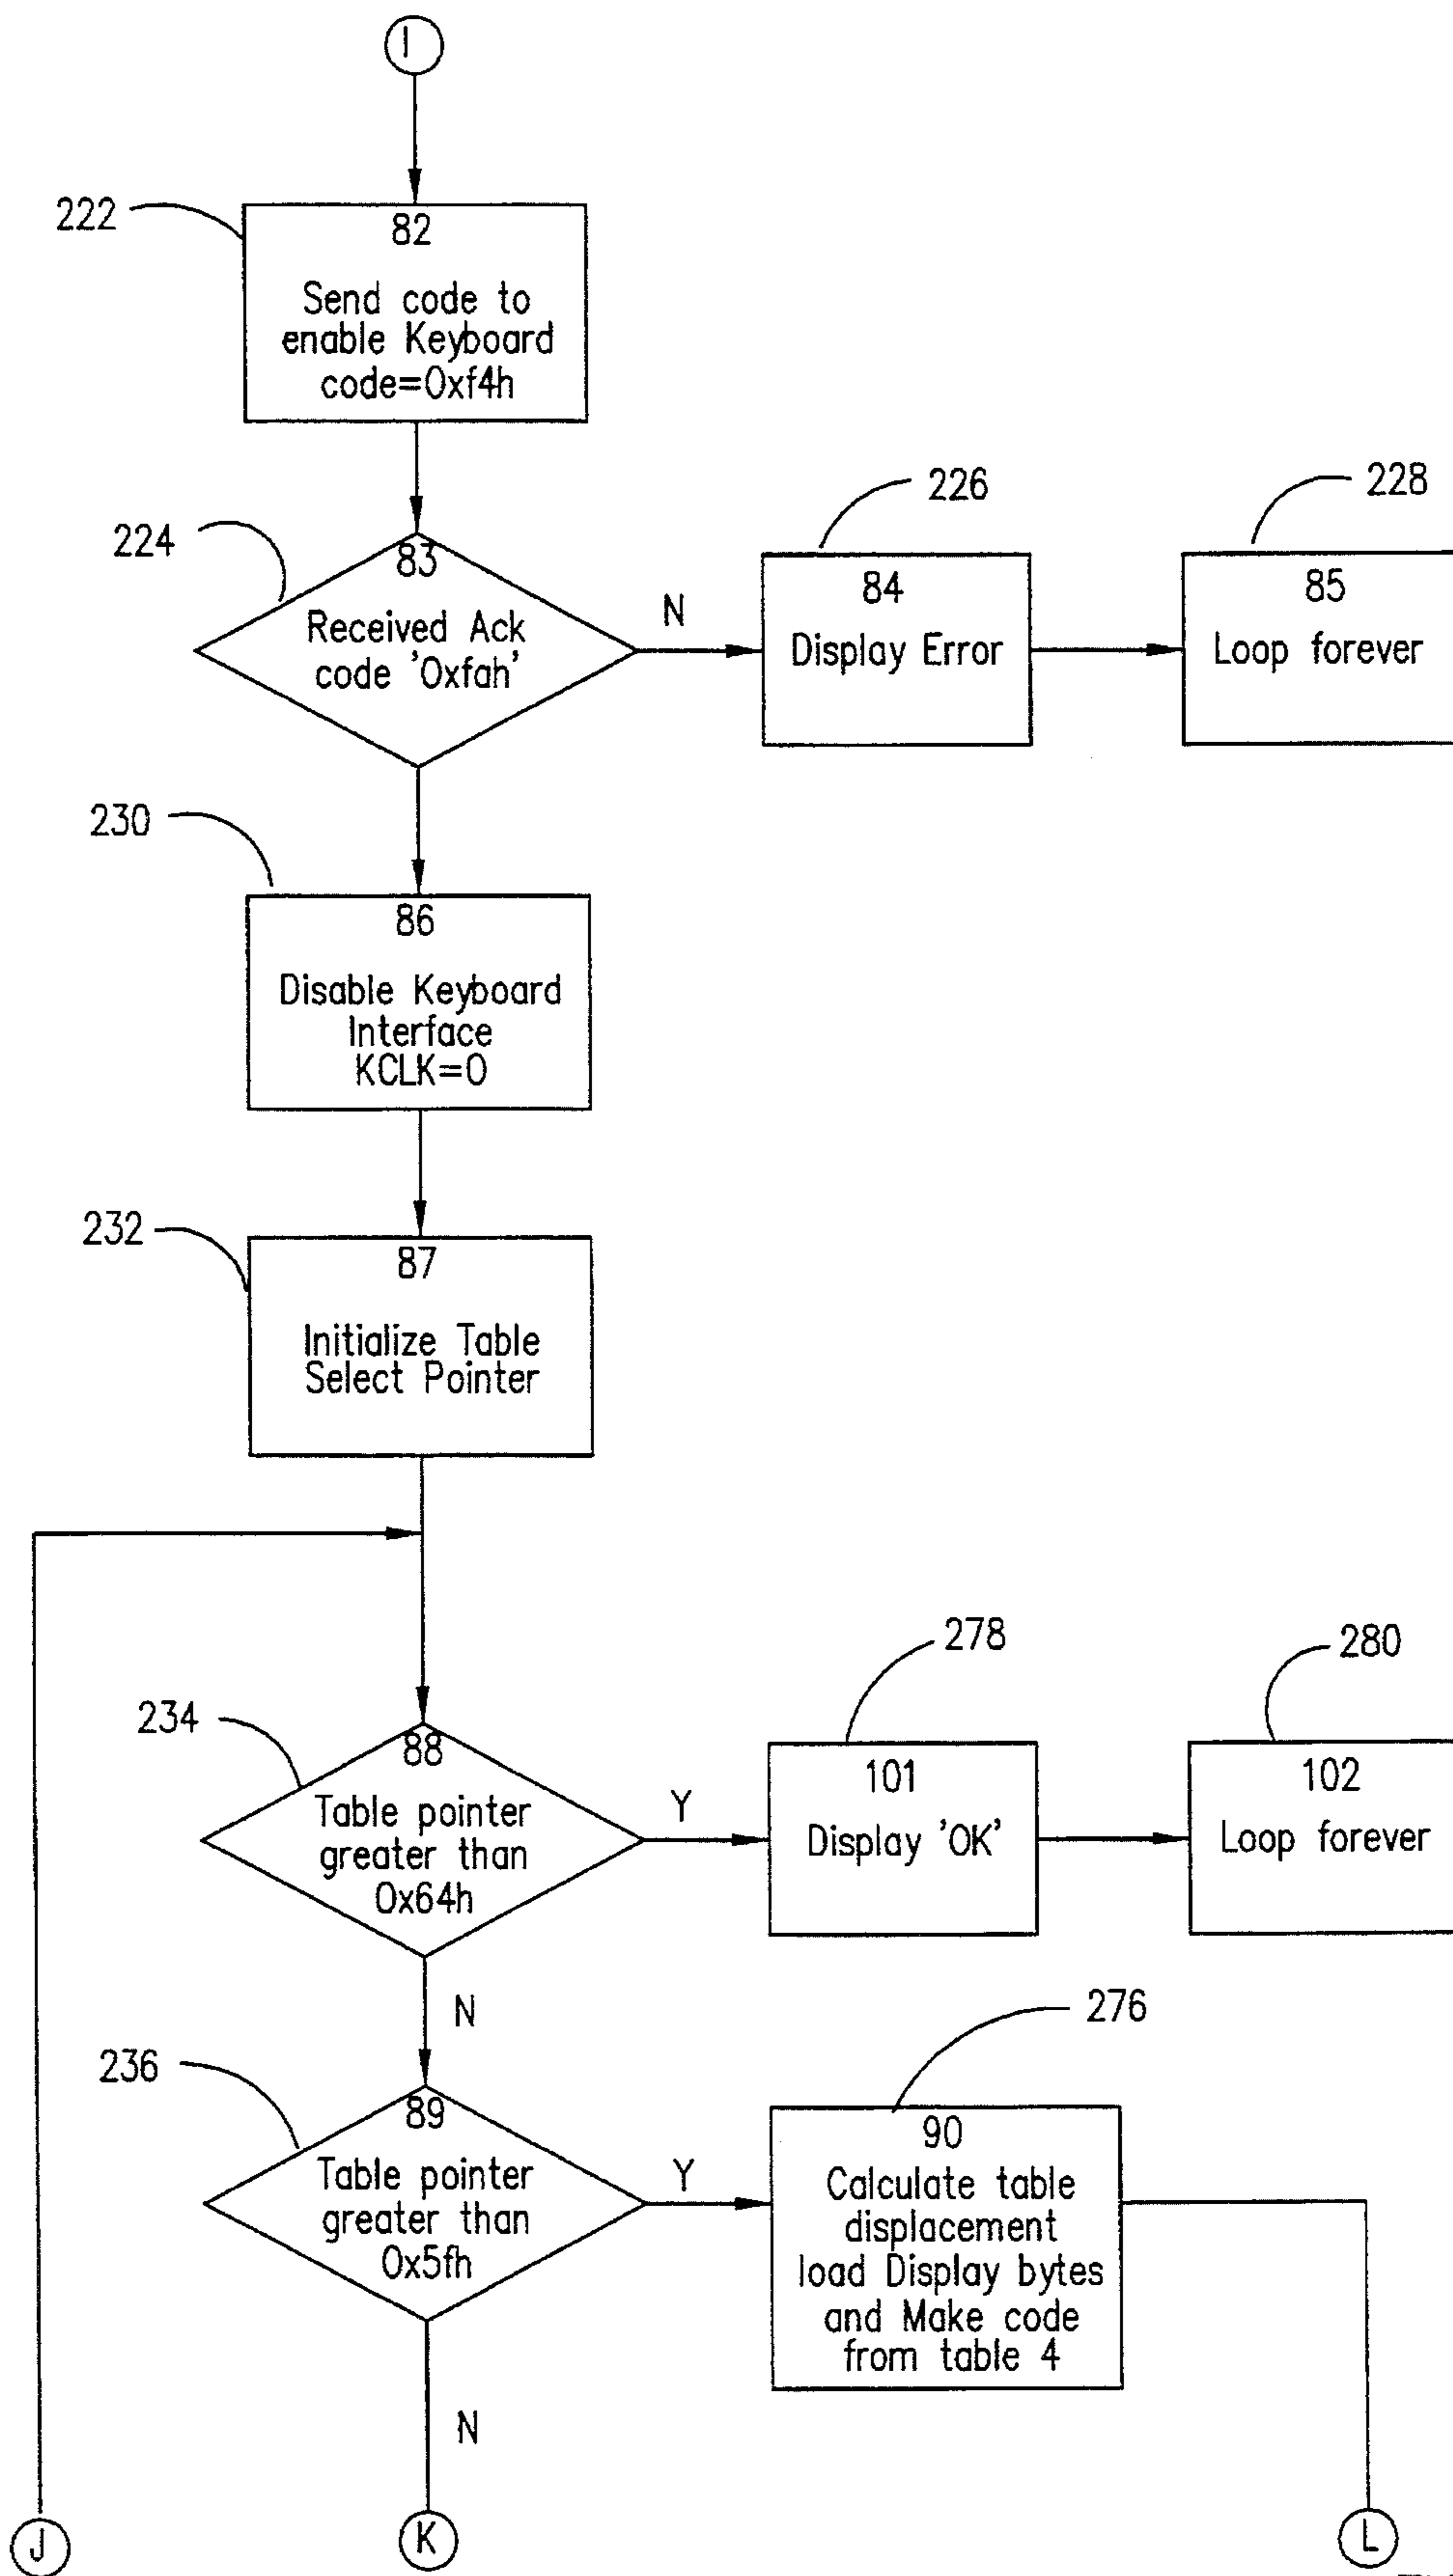 I
222
82
Send code to
enable Keyboard
code=0xf4h
224
83
Received Ack
code '0xfah'
N
226
84
Display Error
228
85
Loop forever
230
86
Disable Keyboard
Interface
KCLK=0
232
87
Initialize Table
Select Pointer
234
88
Table pointer
greater than
0x64h
Y
278
101
Display 'OK'
280
102
Loop forever
N
236
89
Table pointer
greater than
0x5fh
Y
276
90
Calculate table
displacement
load Display bytes
and Make code
from table 4
N
J
K
L